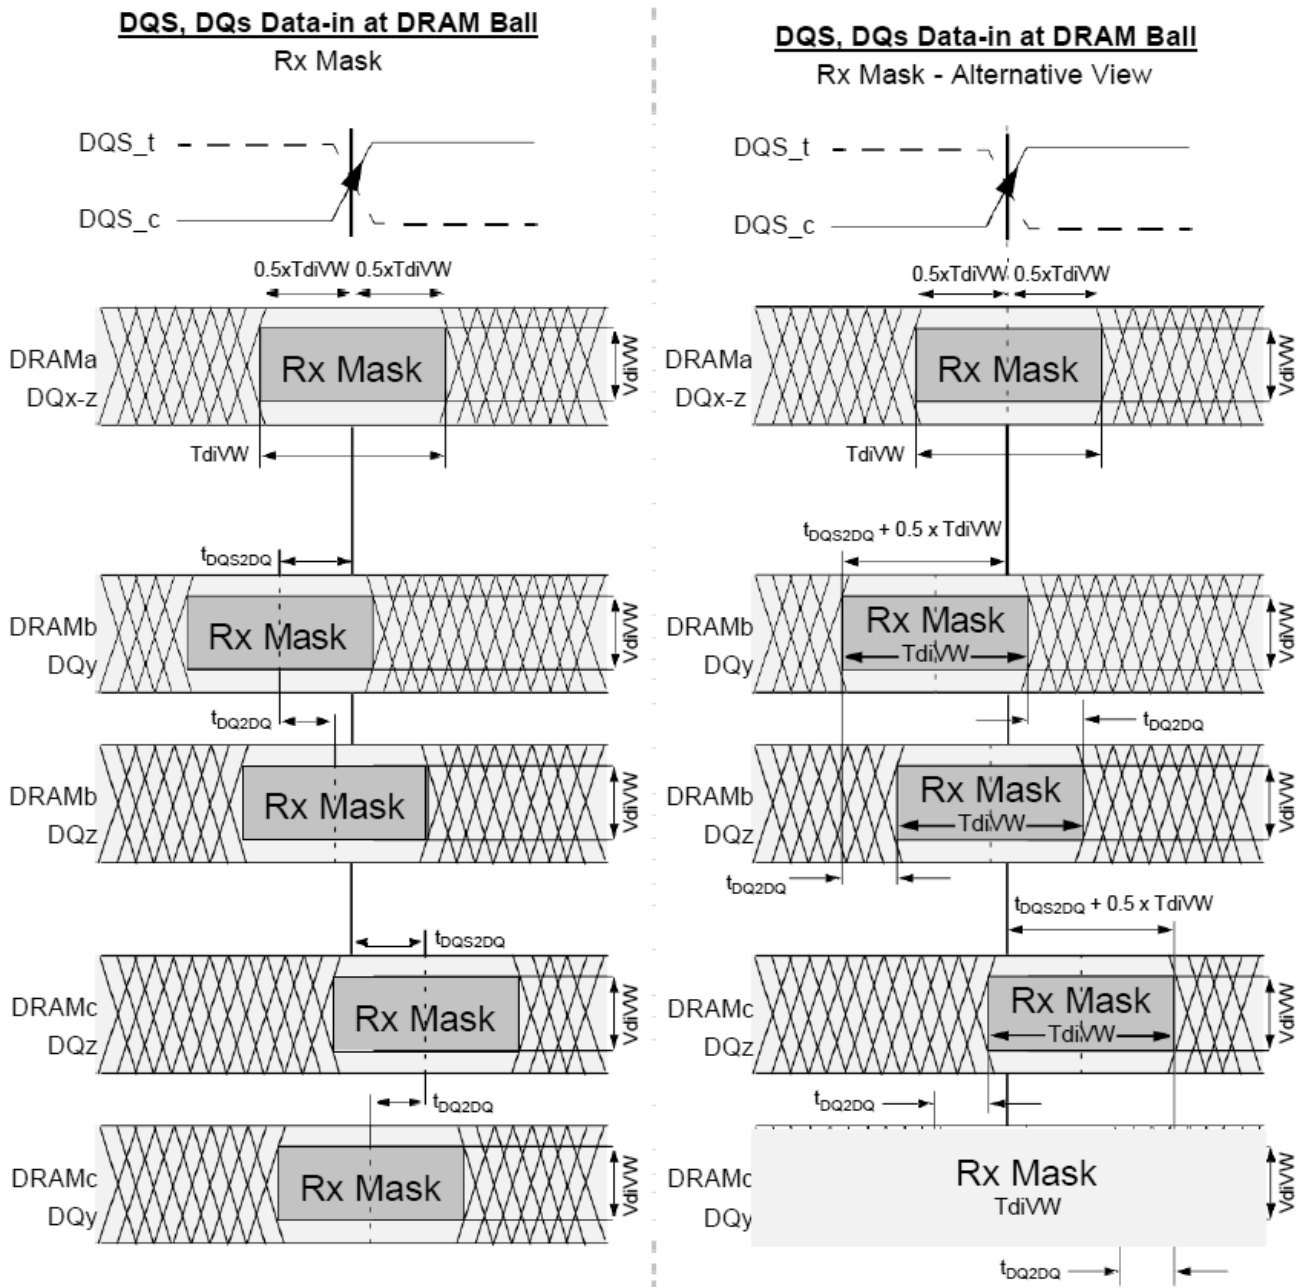 DQS, DQs Data-in at DRAM Ball
Rx Mask
DQS_t
DQS_c
0.5xTdiVW 0.5xTdiVW
DRAMa
DQx-z
Rx Mask
VdiVW
TdiVW
tDQS2DQ
DRAMb
DQy
Rx Mask
VdiVW
tDQ2DQ
DRAMb
DQz
Rx Mask
VdiVW
tDQS2DQ
DRAMc
DQz
Rx Mask
VdiVW
tDQ2DQ
DRAMc
DQy
Rx Mask
VdiVW
DQS, DQs Data-in at DRAM Ball
Rx Mask - Alternative View
DQS_t
DQS_c
0.5xTdiVW 0.5xTdiVW
DRAMa
DQx-z
Rx Mask
VdiVW
TdiVW
tDQS2DQ + 0.5 x TdiVW
DRAMb
DQy
Rx Mask
TdiVW
VdiVW
tDQ2DQ
DRAMb
DQz
Rx Mask
TdiVW
VdiVW
tDQ2DQ
tDQS2DQ + 0.5 x TdiVW
DRAMc
DQz
Rx Mask
TdiVW
VdiVW
tDQ2DQ
DRAMc
DQy
Rx Mask
TdiVW
VdiVW
tDQ2DQ